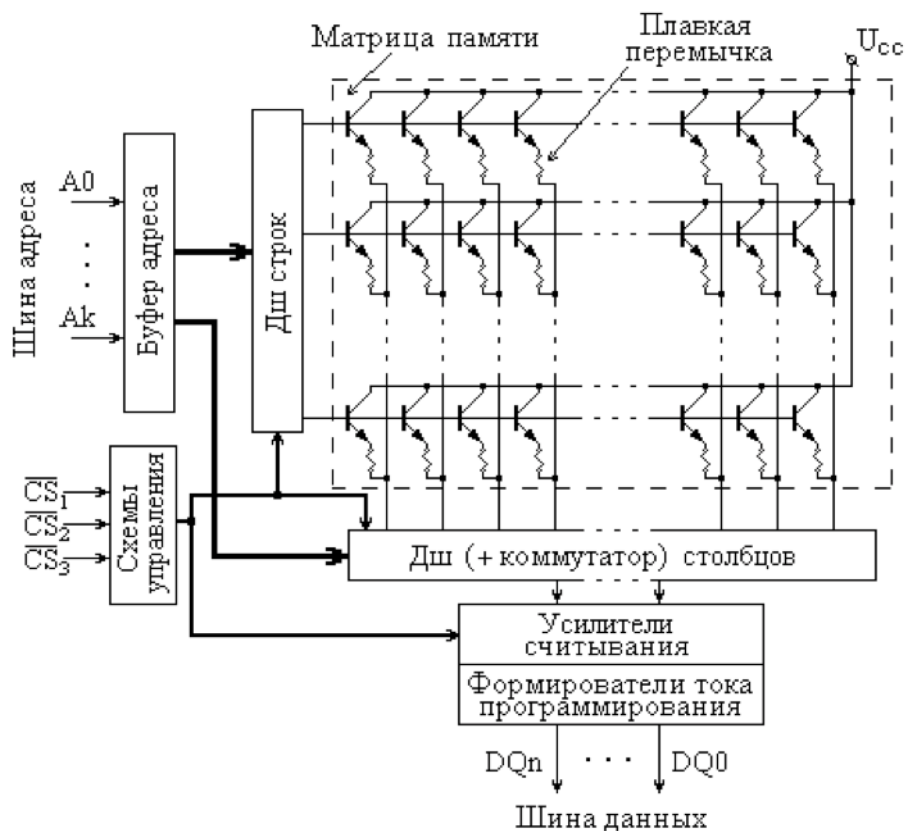 Матрица памяти
Плавкая
перемычка
Ucc
Шина адреса
A0
Ak
Буфер адреса
Дш строк
CS1
CS2
CS3
Схемы
управления
Дш (+ коммутатор) столбцов
Усилители
считывания
Формирователи тока
программирования
DQn
DQ0
Шина данных